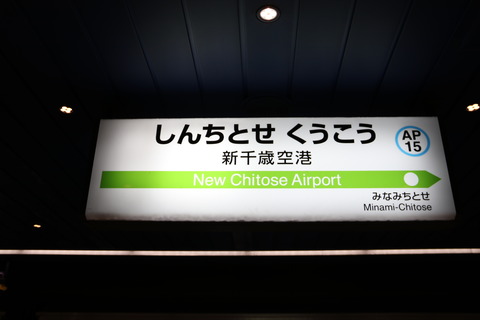 しんちとせ くうこう
AP
15
新千歳空港
New Chitose Airport
みなみちとせ
Minami-Chitose